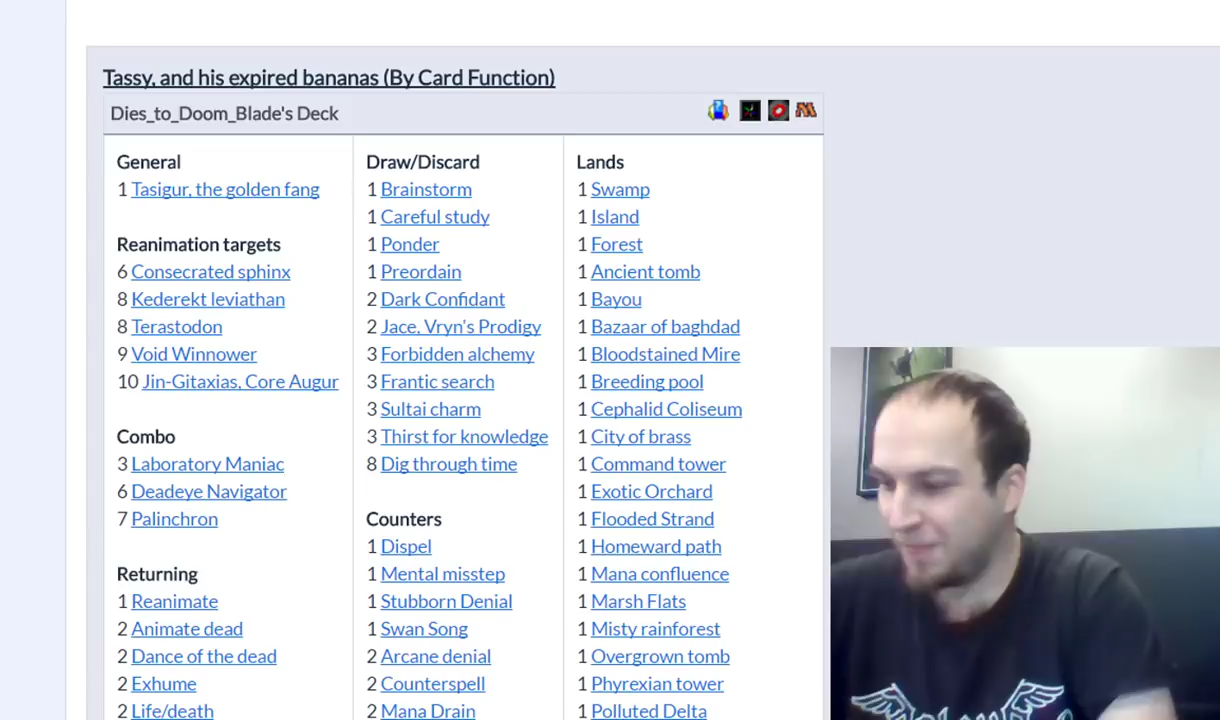 Tassy, and his expired bananas (By Card Function)
Dies_to_Doom_Blade's Deck
General
1 Tasigur, the golden fang
Reanimation targets
6 Consecrated sphinx
8 Kederekt leviathan
8 Terastodon
9 Void Winnower
10 Jin-Gitaxias, Core Augur
Combo
3 Laboratory Maniac
6 Deadeye Navigator
7 Palinchron
Returning
1 Reanimate
2 Animate dead
2 Dance of the dead
2 Exhume
2 Life/death
Draw/Discard
1 Brainstorm
1 Careful study
1 Ponder
1 Preordain
2 Dark Confidant
2 Jace, Vryn's Prodigy
3 Forbidden alchemy
3 Frantic search
3 Sultai charm
3 Thirst for knowledge
8 Dig through time
Counters
1 Dispel
1 Mental misstep
1 Stubborn Denial
1 Swan Song
2 Arcane denial
2 Counterspell
2 Mana Drain
Lands
1 Swamp
1 Island
1 Forest
1 Ancient tomb
1 Bayou
1 Bazaar of baghdad
1 Bloodstained Mire
1 Breeding pool
1 Cephalid Coliseum
1 City of brass
1 Command tower
1 Exotic Orchard
1 Flooded Strand
1 Homeward path
1 Mana confluence
1 Marsh Flats
1 Misty rainforest
1 Overgrown tomb
1 Phyrexian tower
1 Polluted Delta